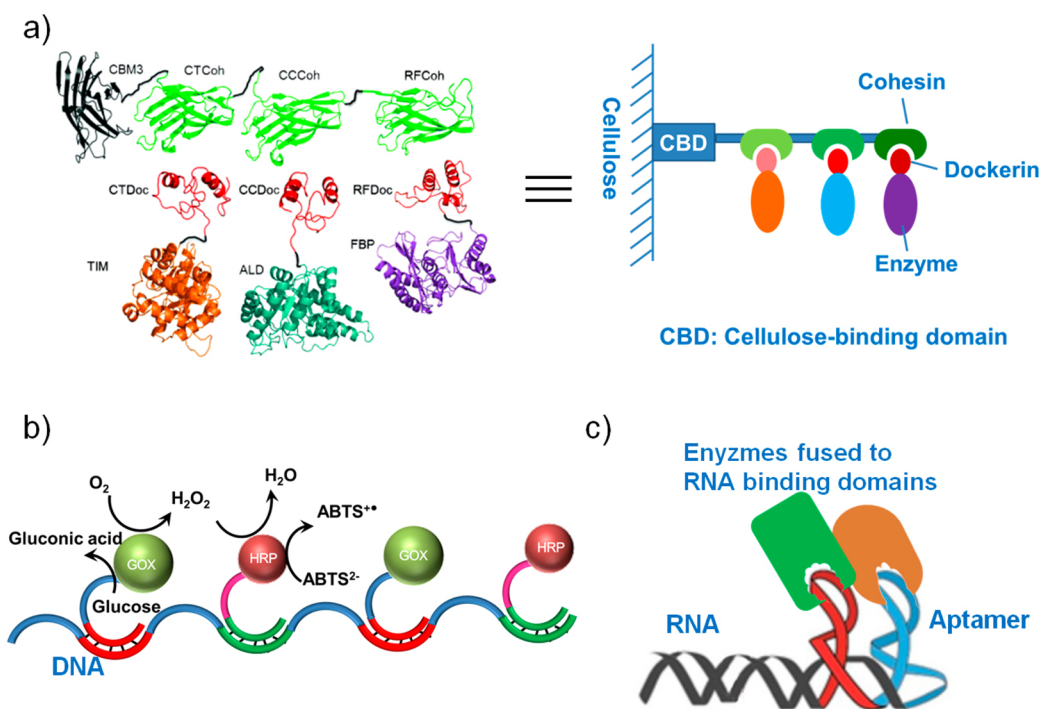 a)
CBM3
CTCoh
CCCoh
RFCoh
CTDoc
CCDoc
RFDoc
TIM
ALD
FBP
Cellulose
CBD
Cohesin
Dockerin
Enzyme
CBD: Cellulose-binding domain
b)
O2
H2O2
H2O
ABTS+•
Gluconic acid
GOX
HRP
GOX
HRP
Glucose
ABTS2-
DNA
c)
Enyzmes fused to
RNA binding domains
RNA
Aptamer